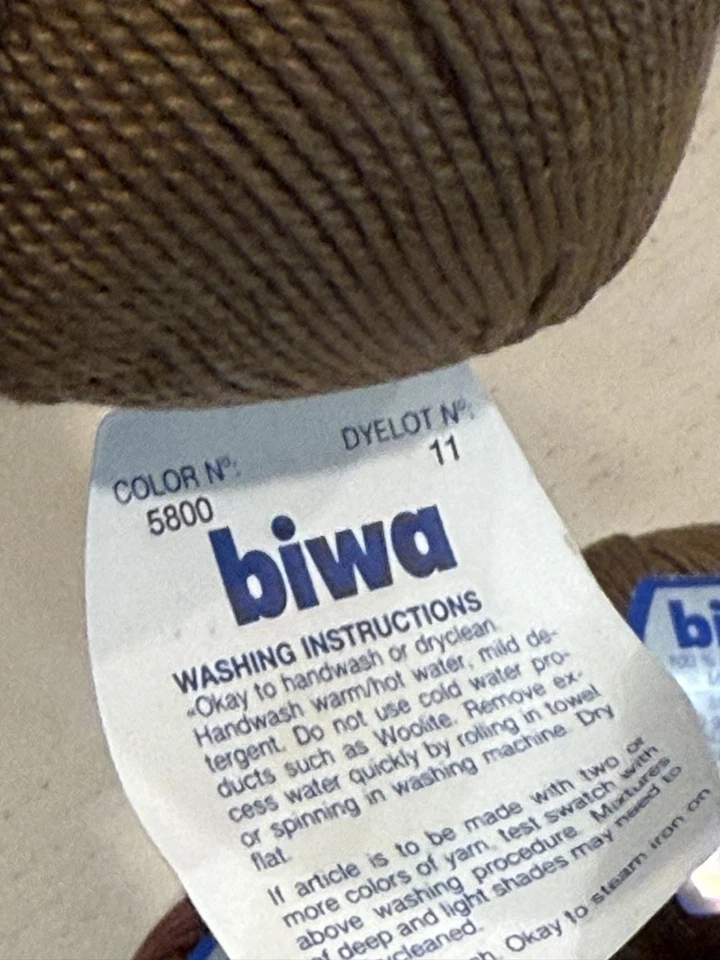 COLOR Nº: DYELOT Nº:
5800 11
biwa
WASHING INSTRUCTIONS
„Okay to handwash or dryclean.
Handwash warm/hot water, mild de-
tergent. Do not use cold water pro-
ducts such as Woolite. Remove ex-
cess water quickly by rolling in towel
or spinning in washing machine. Dry
flat.
If article is to be made with two or
more colors of yarn, test swatch with
above washing procedure. Mixtures
of deep and light shades may need to
cleaned.
Okay to steam iron on
bi